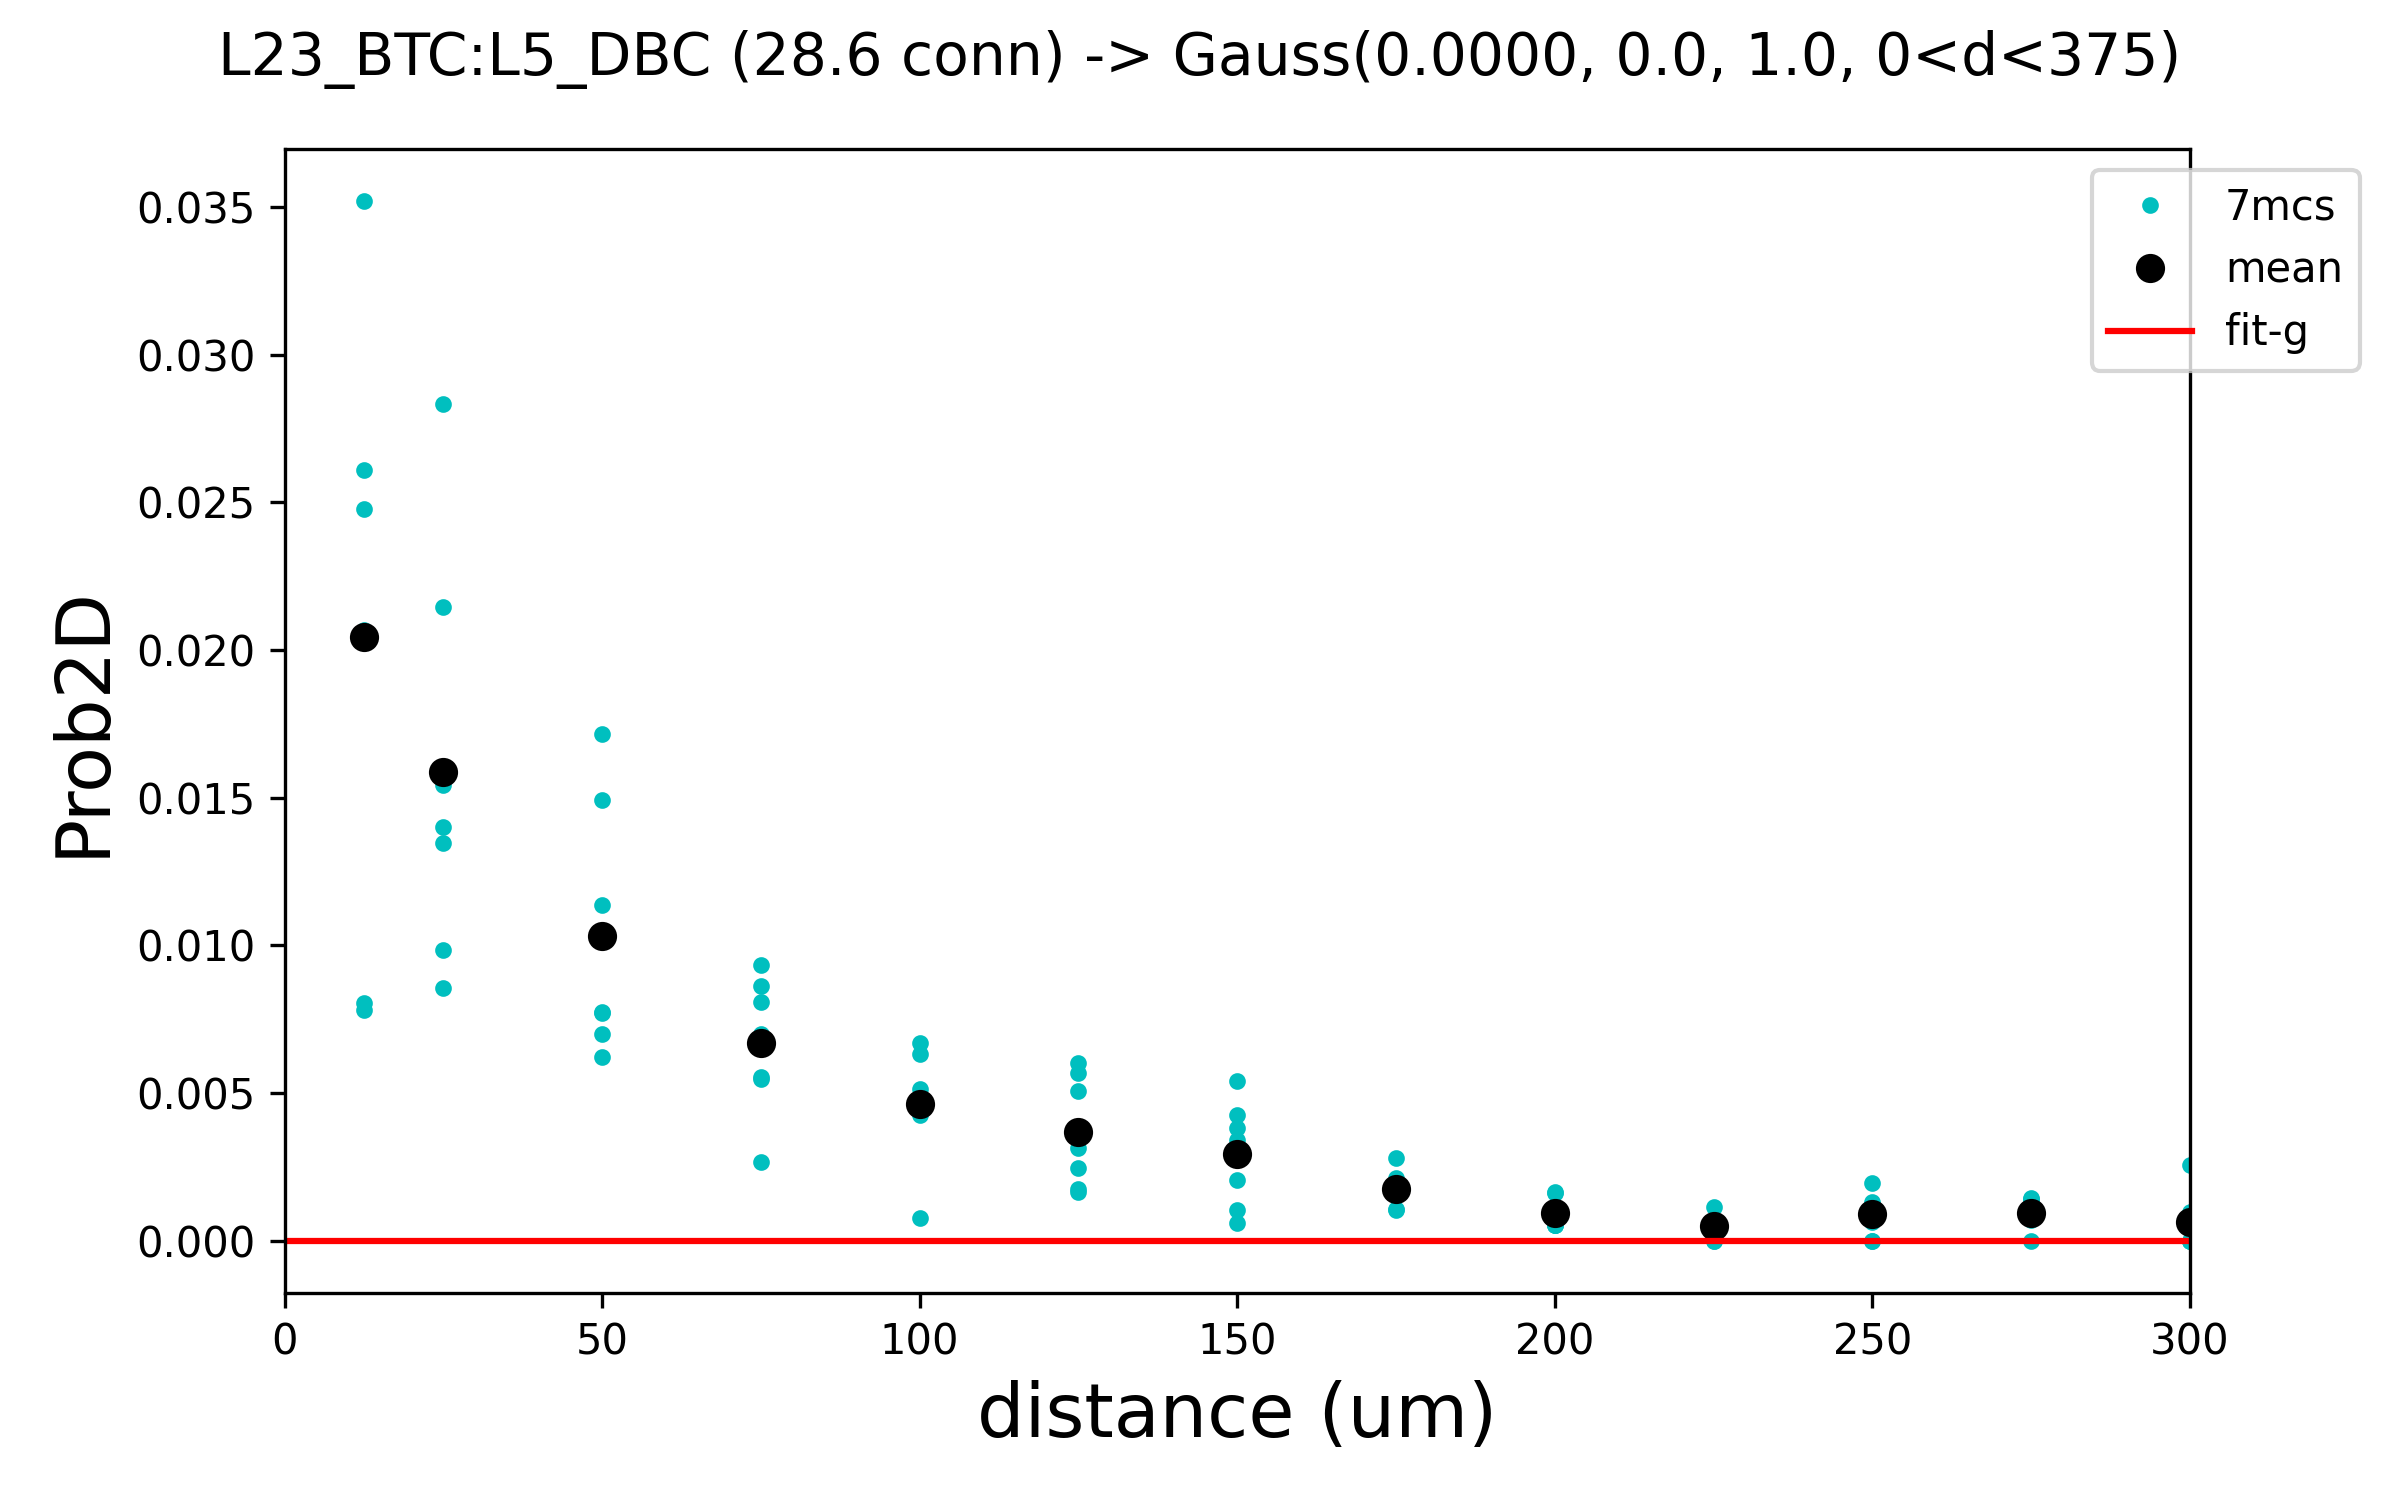 L23_BTC:L5_DBC (28.6 conn) -> Gauss(0.0000, 0.0, 1.0, 0<d<375)
7mcs
mean
fit-g
Prob2D
0.035
0.030
0.025
0.020
0.015
0.010
0.005
0.000
0 50 100 150 200 250 300
distance (um)